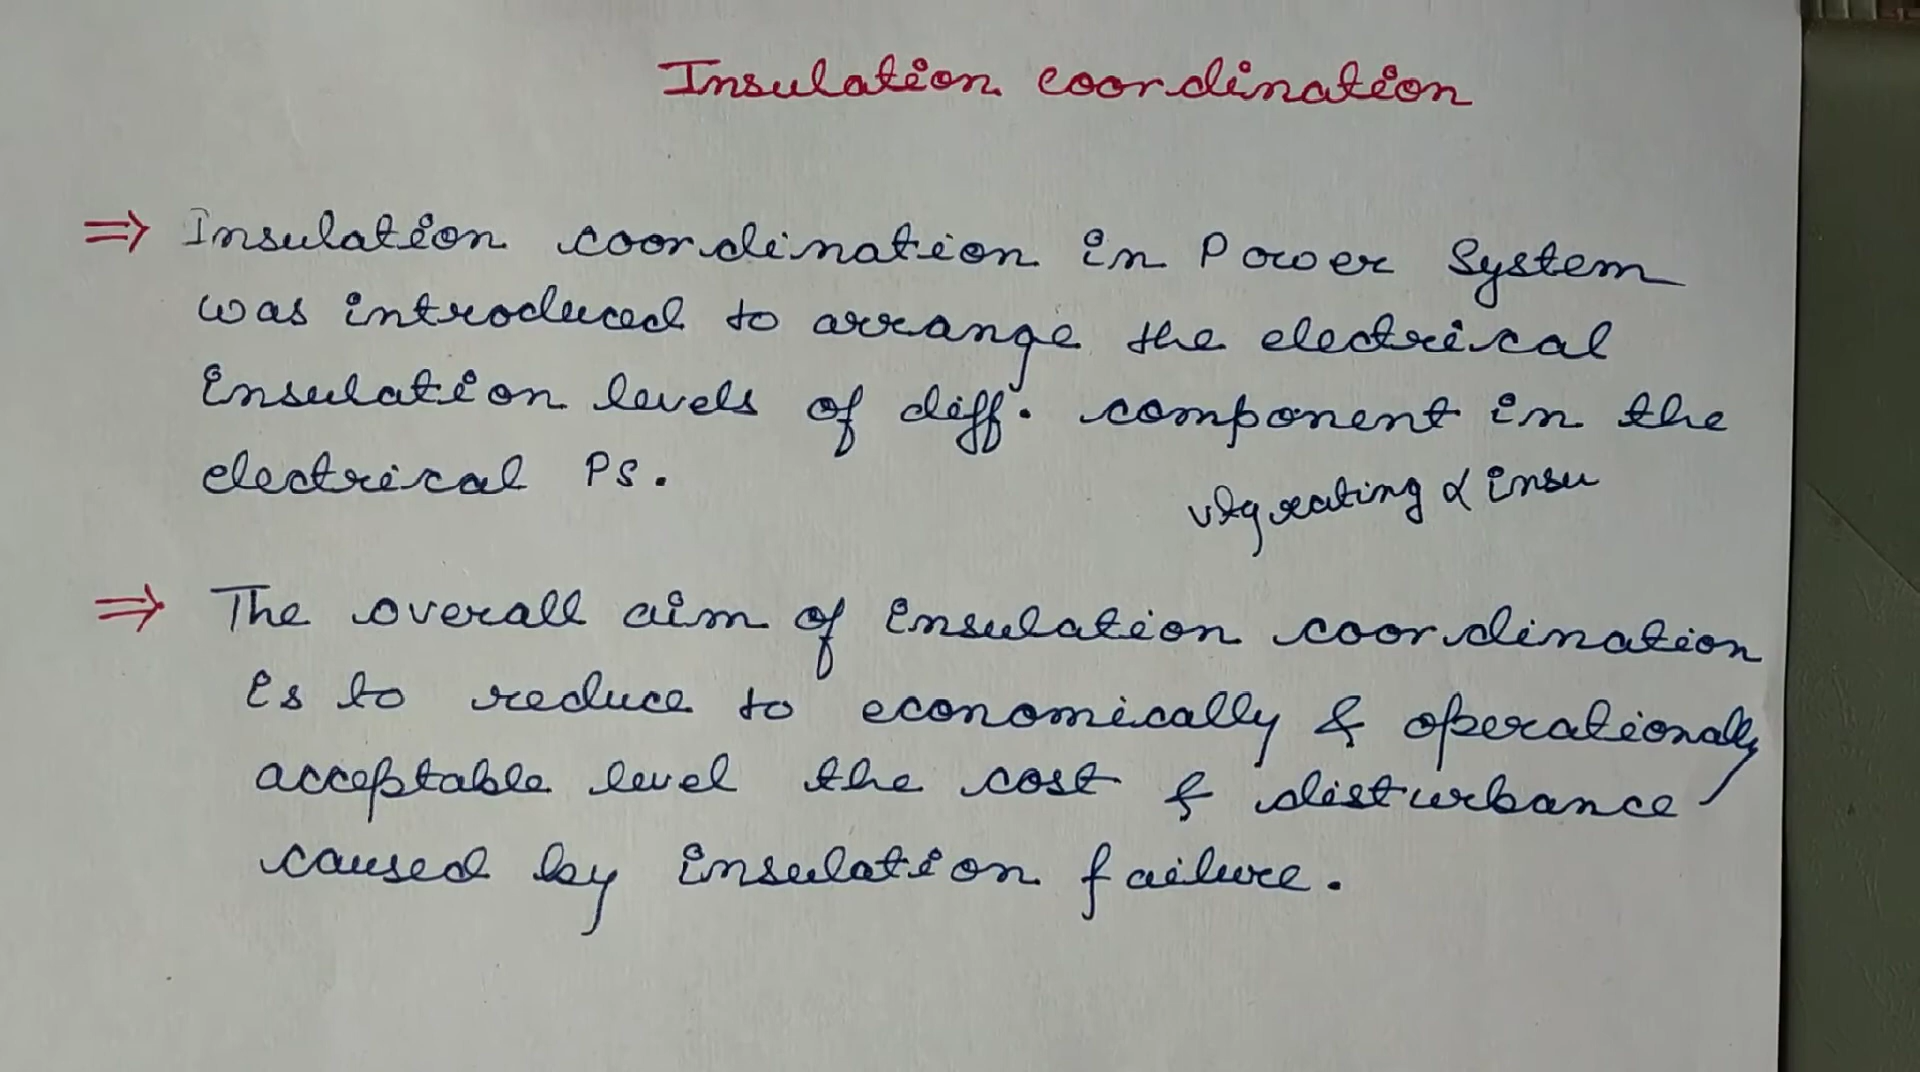 Insulation coordination
⇒ Insulation coordination in Power System
was introduced to arrange the electrical
insulation levels of diff. component in the
electrical PS.
vtg rating α insu
⇒ The overall aim of insulation coordination
is to reduce to economically & operationally
acceptable level the cost & disturbance
caused by insulation failure.